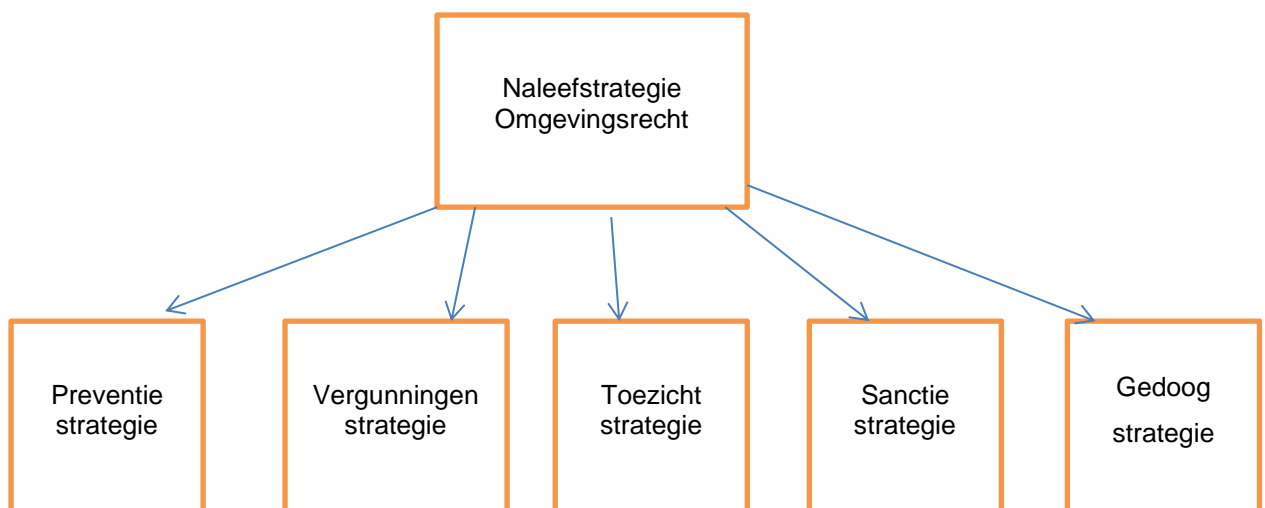 Naleefstrategie
Omgevingsrecht
Preventie
strategie
Vergunningen
strategie
Toezicht
strategie
Sanctie
strategie
Gedoog
strategie